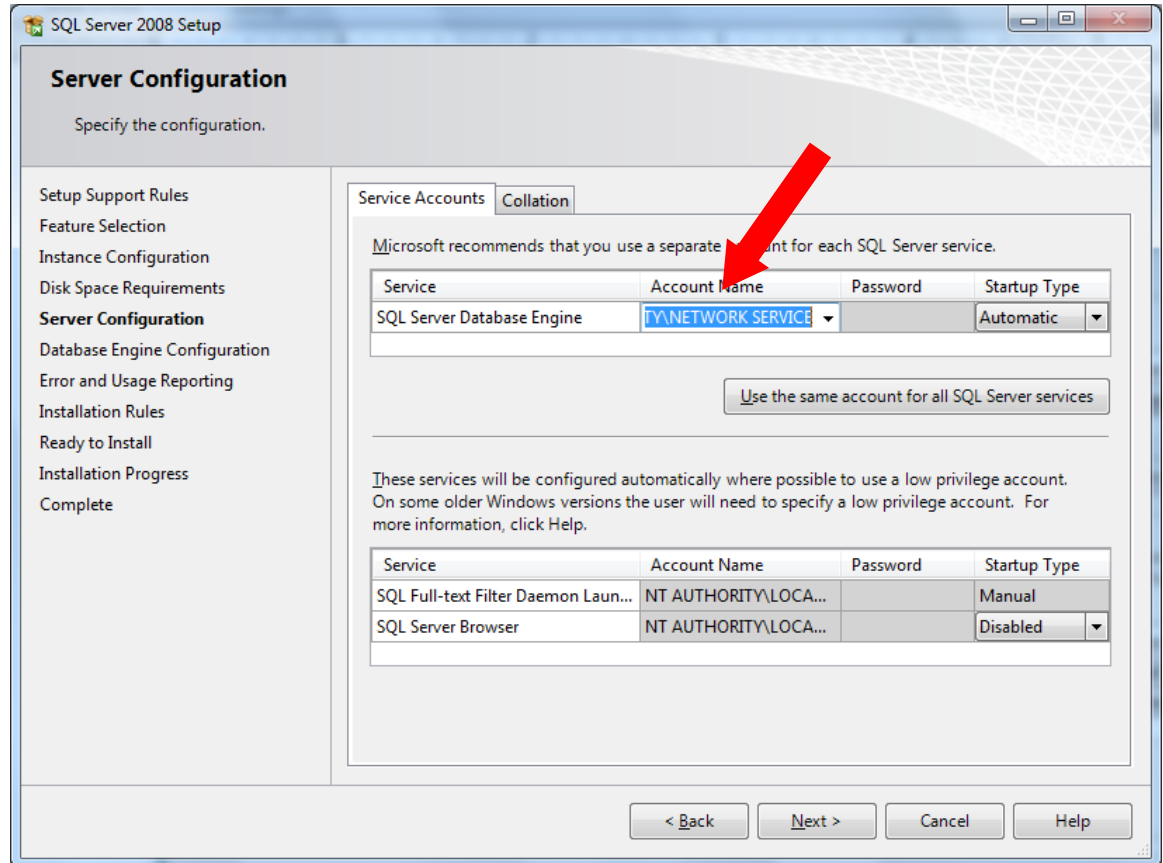 SQL Server 2008 Setup
Server Configuration
Specify the configuration.
Setup Support Rules
Feature Selection
Instance Configuration
Disk Space Requirements
Server Configuration
Database Engine Configuration
Error and Usage Reporting
Installation Rules
Ready to Install
Installation Progress
Complete
Service Accounts Collation
Microsoft recommends that you use a separate nt for each SQL Server service.
Service Account Name Password Startup Type
SQL Server Database Engine TY\NETWORK SERVICE Automatic
Use the same account for all SQL Server services
These services will be configured automatically where possible to use a low privilege account.
On some older Windows versions the user will need to specify a low privilege account. For
more information, click Help.
Service Account Name Password Startup Type
SQL Full-text Filter Daemon Laun... NT AUTHORITY\LOCA... Manual
SQL Server Browser NT AUTHORITY\LOCA... Disabled
< Back Next > Cancel Help